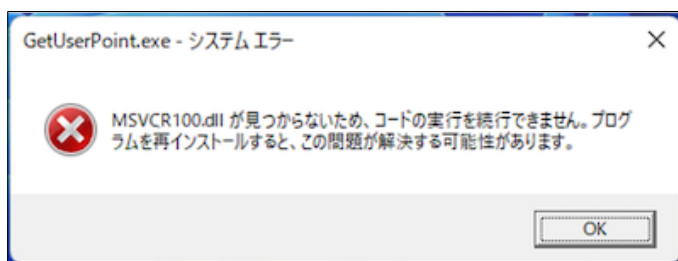 GetUserPoint.exe - システム エラー
MSVCR100.dll が見つからないため、コードの実行を続行できません。プログ
ラムを再インストールすると、この問題が解決する可能性があります。
OK